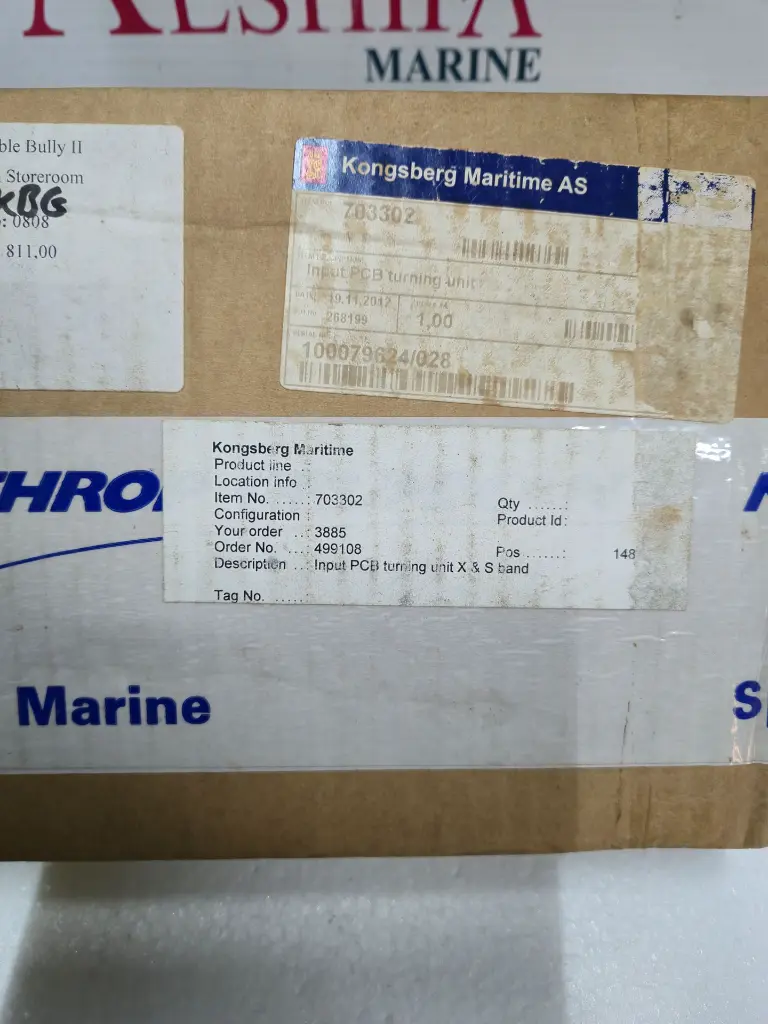 ALSHIFA
MARINE
ble Bully II
Storeroom
KBG
: 0808
811,00
Kongsberg Maritime AS
703302
Input PCB turning unit
19.11.2012
268199
1,00
100079624/028
THRO
Kongsberg Maritime
Product line :
Location info :
Item No. ......: 703302
Configuration :
Your order ...: 3885
Order No. ....: 499108
Description ...: Input PCB turning unit X & S band
Tag No. .....:
Qty .......:
Product Id:
Pos ......: 148
Marine
S